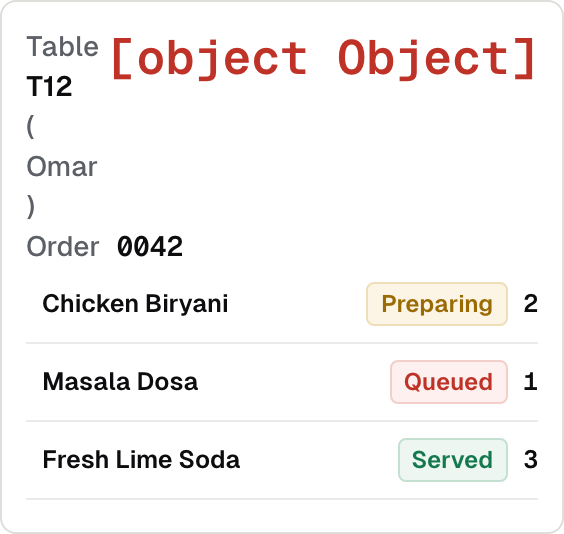 Table [object Object]
T12
(
Omar
)
Order 0042
Chicken Biryani Preparing 2
Masala Dosa Queued 1
Fresh Lime Soda Served 3